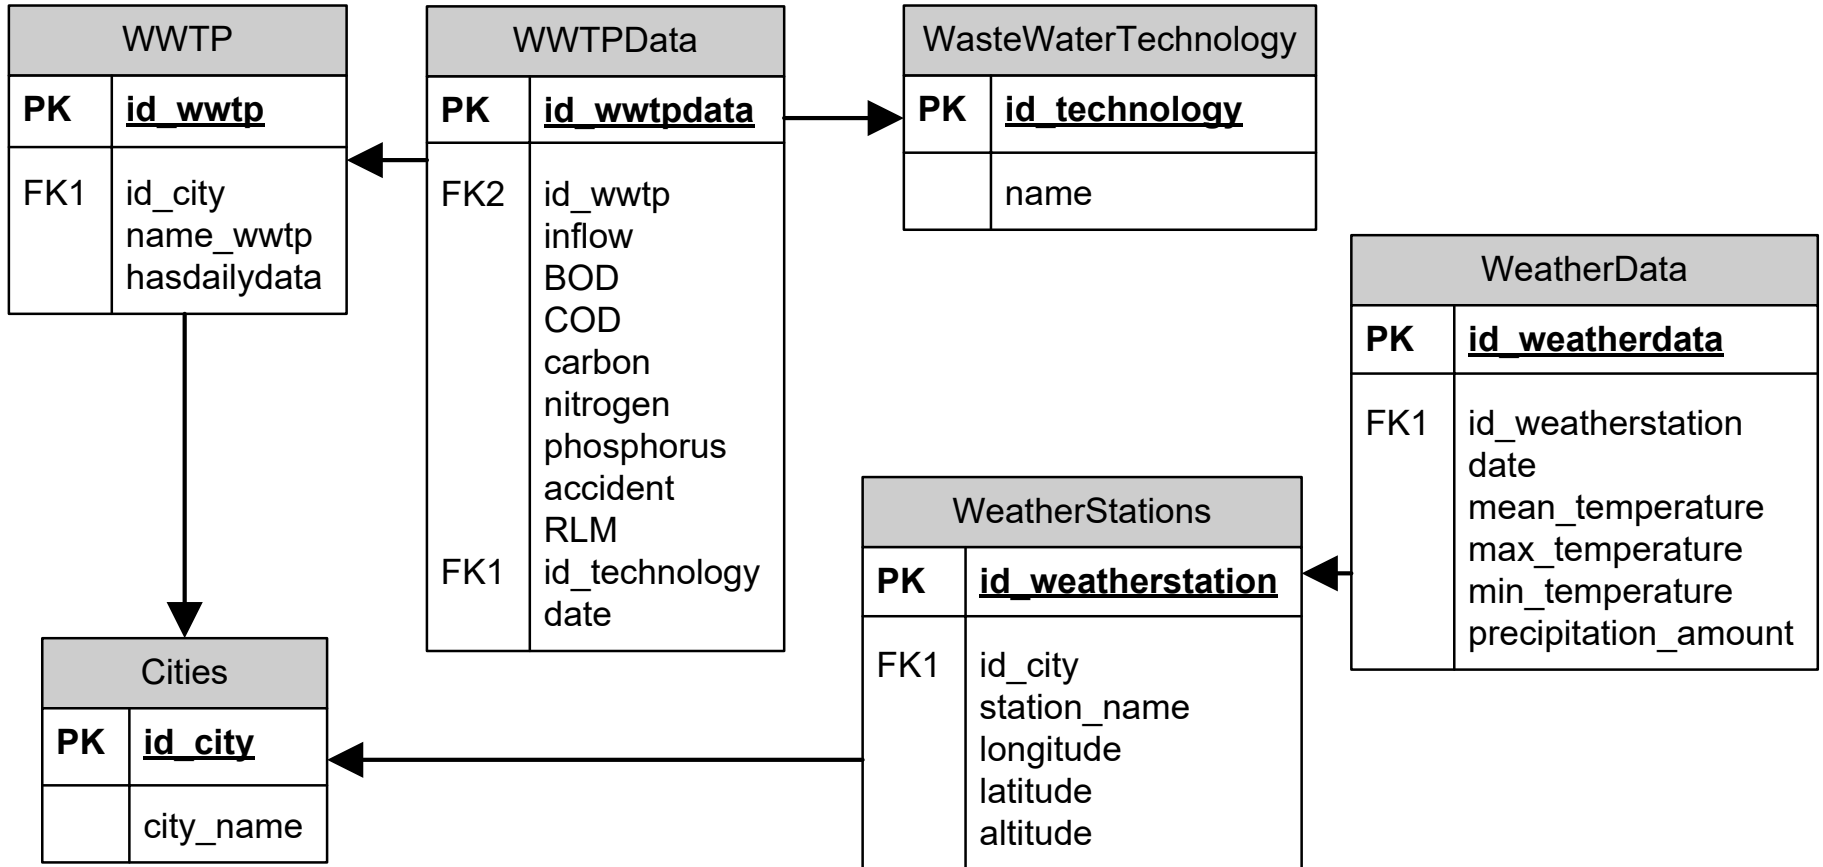 WWTP
PK id_wwtp
FK1 id_city
name_wwtp
hasdailydata
WWTPData
PK id_wwtpdata
FK2 id_wwtp
inflow
BOD
COD
carbon
nitrogen
phosphorus
accident
RLM
FK1 id_technology
date
WasteWaterTechnology
PK id_technology
name
WeatherData
PK id_weatherdata
FK1 id_weatherstation
date
mean_temperature
max_temperature
min_temperature
precipitation_amount
WeatherStations
PK id_weatherstation
FK1 id_city
station_name
longitude
latitude
altitude
Cities
PK id_city
city_name